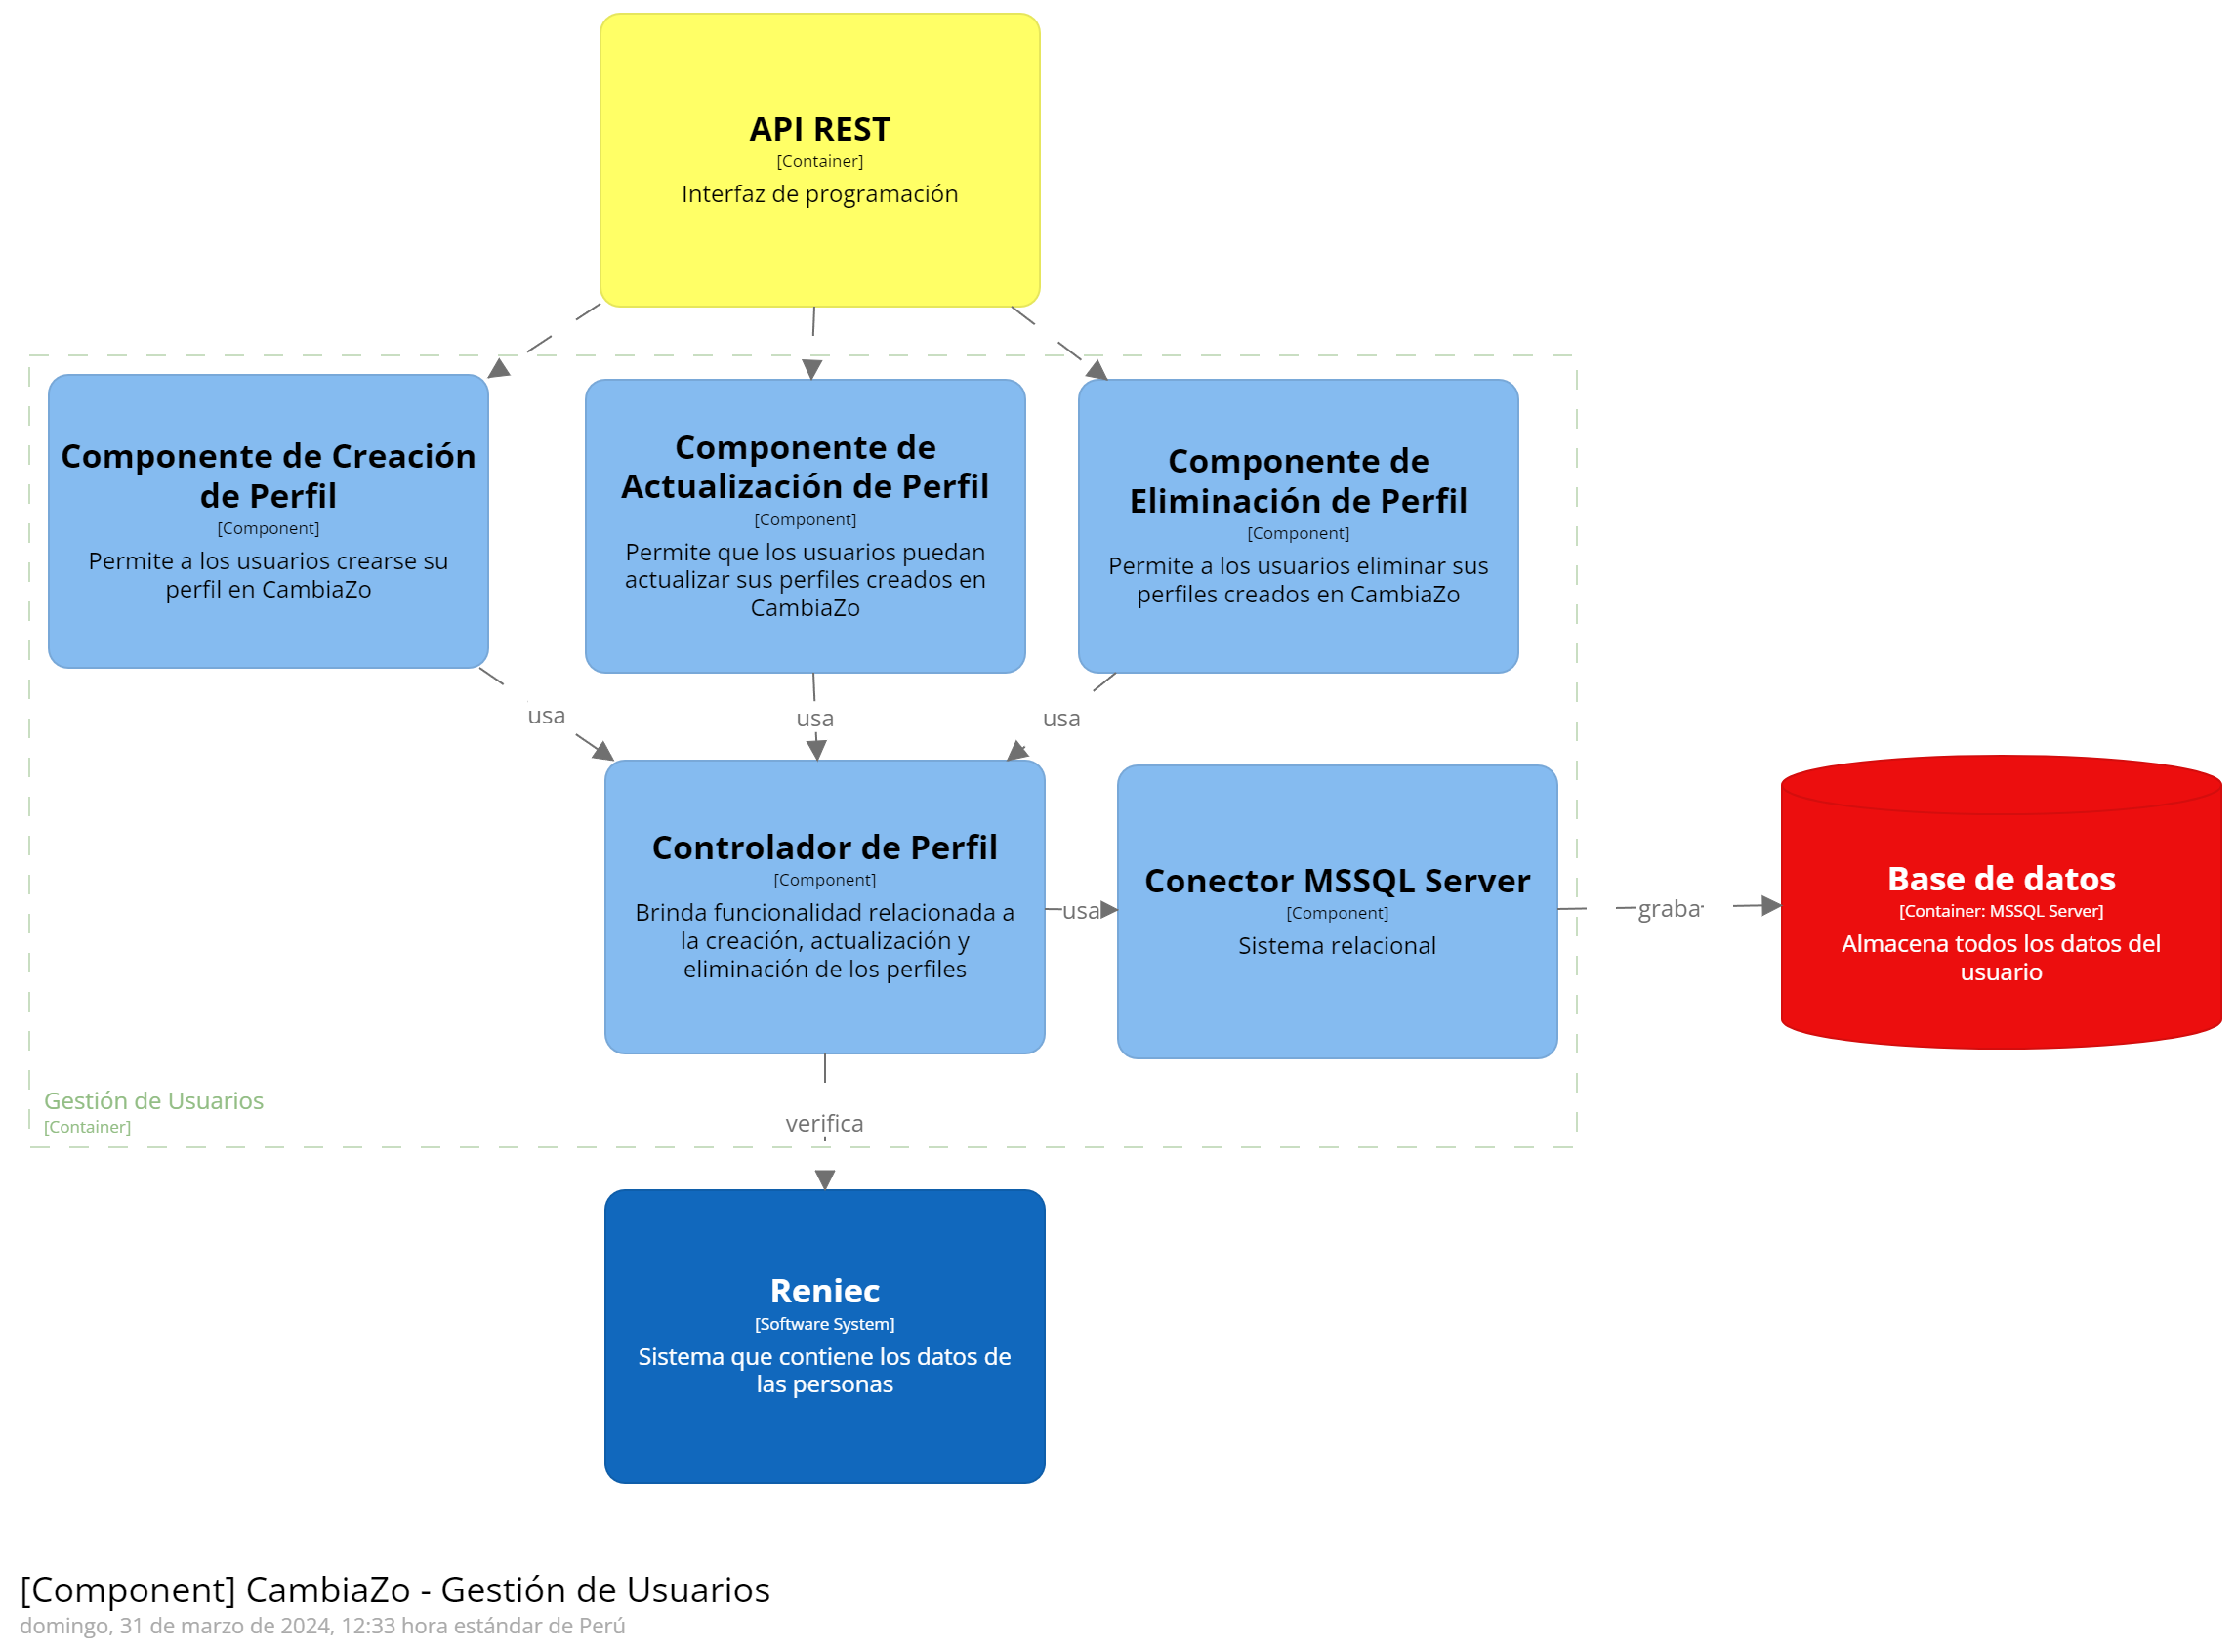 API REST
[Container]
Interfaz de programación
Componente de Creación
de Perfil
[Component]
Permite a los usuarios crearse su
perfil en CambiaZo
Componente de
Actualización de Perfil
[Component]
Permite que los usuarios puedan
actualizar sus perfiles creados en
CambiaZo
Componente de
Eliminación de Perfil
[Component]
Permite a los usuarios eliminar sus
perfiles creados en CambiaZo
usa
usa
usa
Controlador de Perfil
[Component]
Brinda funcionalidad relacionada a
la creación, actualización y
eliminación de los perfiles
usa
Conector MSSQL Server
[Component]
Sistema relacional
graba
Base de datos
[Container: MSSQL Server]
Almacena todos los datos del
usuario
Gestión de Usuarios
[Container]
verifica
Reniec
[Software System]
Sistema que contiene los datos de
las personas
[Component] CambiaZo - Gestión de Usuarios
domingo, 31 de marzo de 2024, 12:33 hora estándar de Perú